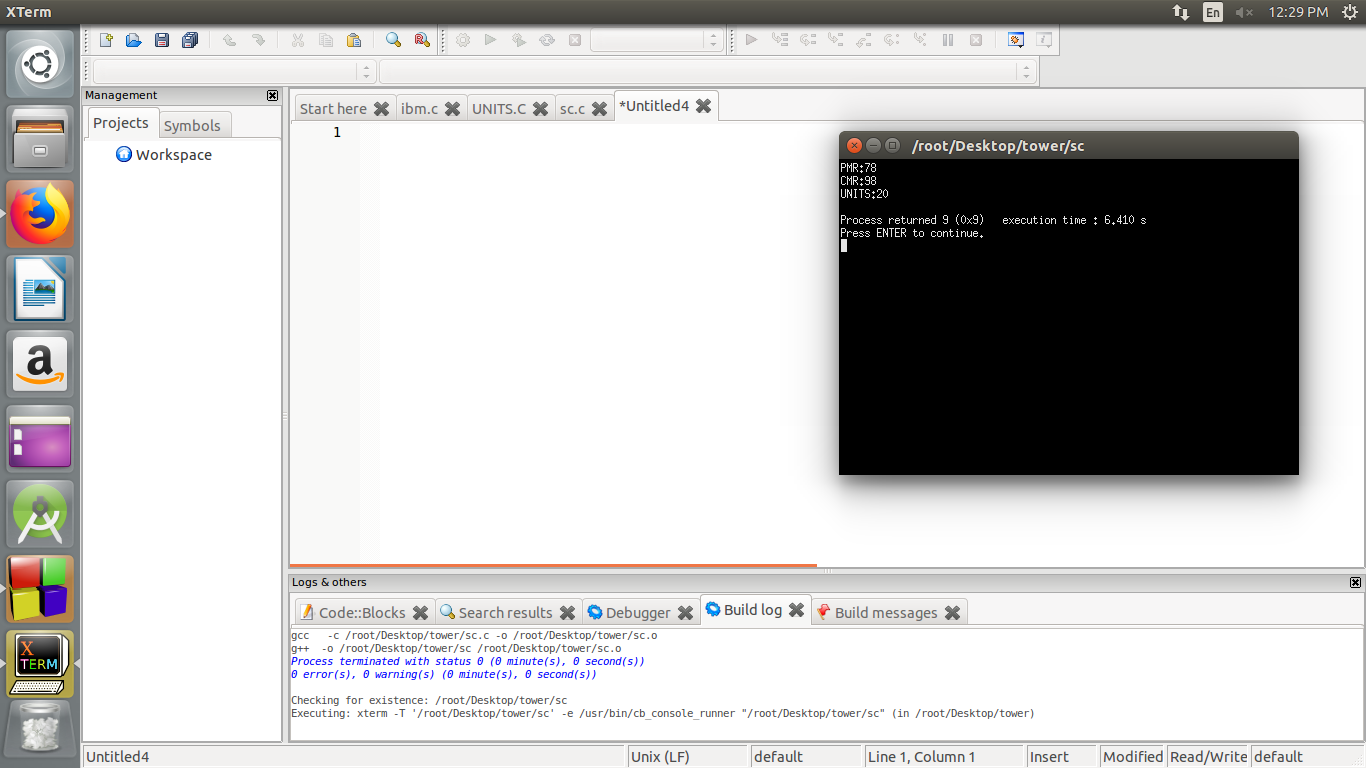 XTerm
En
12:29 PM
Management
Projects
Symbols
Workspace
Start here
ibm.c
UNITS.C
sc.c
*Untitled4
1
/root/Desktop/tower/sc
PMR:78
CMR:98
UNITS:20
Process returned 9 (0x9)   execution time : 6.410 s
Press ENTER to continue.
Logs & others
Code::Blocks
Search results
Debugger
Build log
Build messages
gcc   -c /root/Desktop/tower/sc.c -o /root/Desktop/tower/sc.o
g++  -o /root/Desktop/tower/sc /root/Desktop/tower/sc.o
Process terminated with status 0 (0 minute(s), 0 second(s))
0 error(s), 0 warning(s) (0 minute(s), 0 second(s))
Checking for existence: /root/Desktop/tower/sc
Executing: xterm -T '/root/Desktop/tower/sc' -e /usr/bin/cb_console_runner "/root/Desktop/tower/sc" (in /root/Desktop/tower)
a
X
TERM
Untitled4
Unix (LF)
default
Line 1, Column 1
Insert
Modified
Read/Write
default